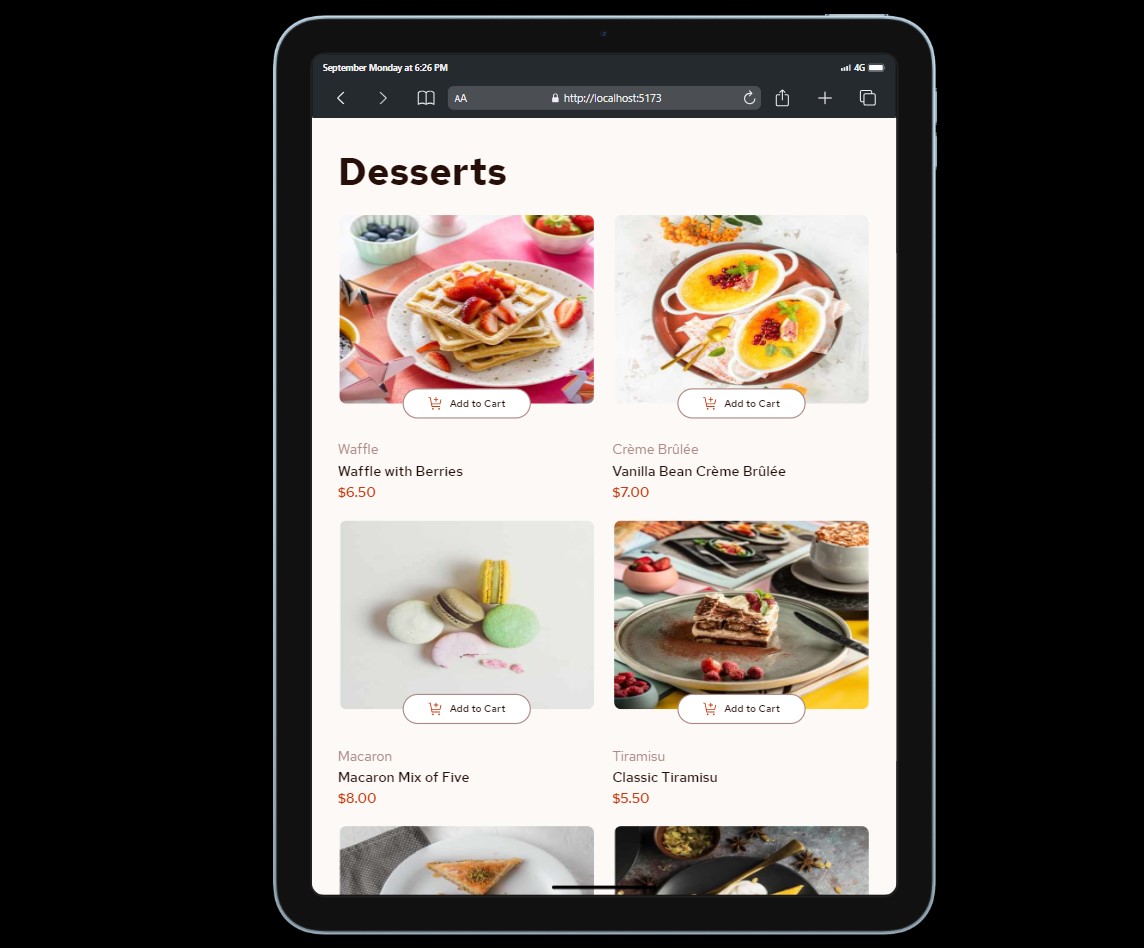 September Monday at 6:26 PM
4G
AA
http://localhost:5173
Desserts
Add to Cart
Add to Cart
Waffle
Crème Brûlée
Waffle with Berries
Vanilla Bean Crème Brûlée
$6.50
$7.00
Add to Cart
Add to Cart
Macaron
Tiramisu
Macaron Mix of Five
Classic Tiramisu
$8.00
$5.50